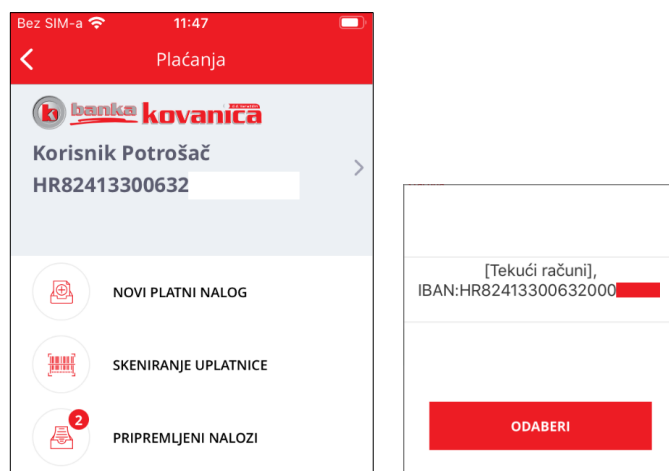 Bez SIM-a 11:47
Plaćanja
banka kovanica
Korisnik Potrošač
HR82413300632
NOVI PLATNI NALOG
SKENIRANJE UPLATNICE
2
PRIPREMLJENI NALOZI
[Tekući računi],
IBAN:HR82413300632000
ODABERI